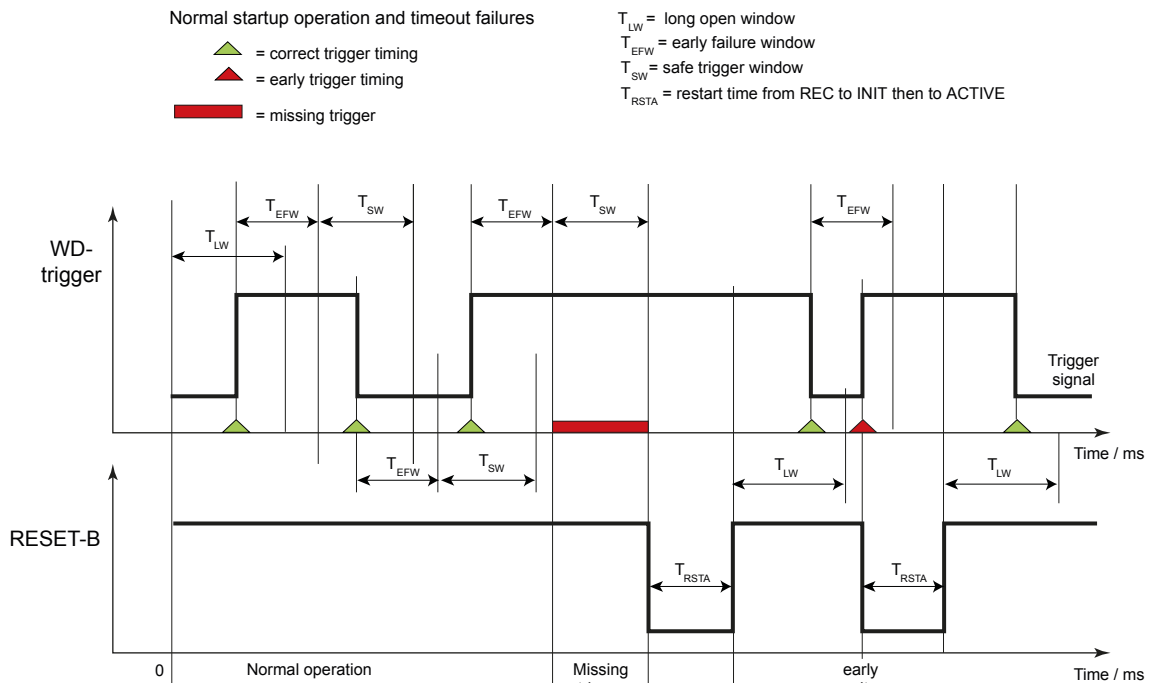 Normal startup operation and timeout failures
= correct trigger timing
= early trigger timing
= missing trigger
TLW = long open window
TEFW = early failure window
TSW = safe trigger window
TRSTA = restart time from REC to INIT then to ACTIVE
TEFW TSW TEFW TSW TEFW
TLW
WD-
trigger
Trigger
signal
Time / ms
TEFW TSW TLW TLW
RESET-B
TRSTA TRSTA
0 Normal operation Missing early Time / ms